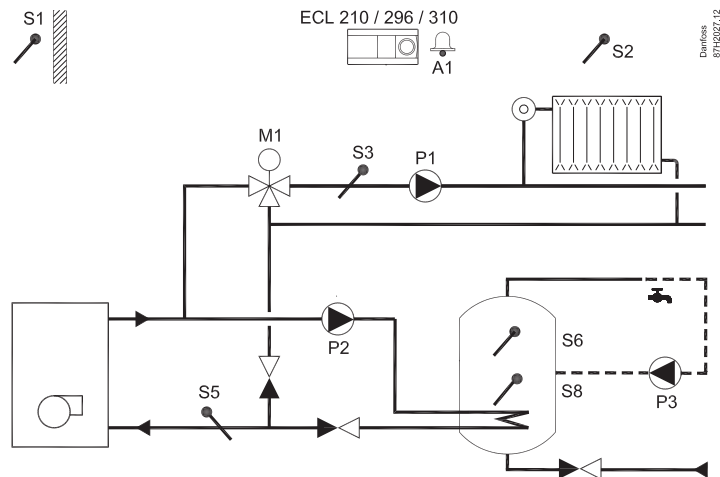 S1
ECL 210 / 296 / 310
A1
S2
Danfoss
87H2027.12
M1
S3
P1
P2
S6
S8
P3
S5